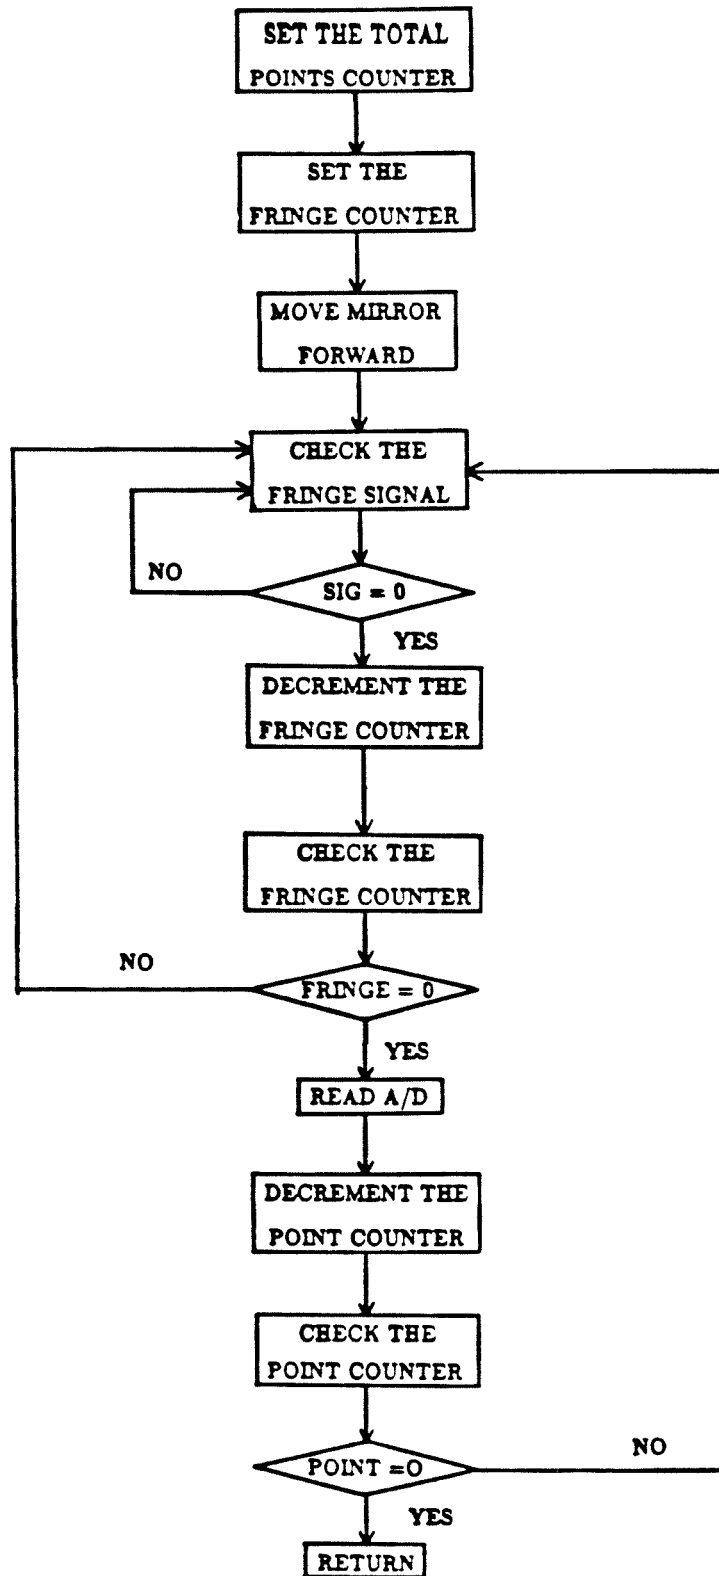 SET THE TOTAL
POINTS COUNTER
SET THE
FRINGE COUNTER
MOVE MIRROR
FORWARD
CHECK THE
FRINGE SIGNAL
NO
SIG = 0
YES
DECREMENT THE
FRINGE COUNTER
CHECK THE
FRINGE COUNTER
NO
FRINGE = 0
YES
READ A/D
DECREMENT THE
POINT COUNTER
CHECK THE
POINT COUNTER
NO
POINT =O
YES
RETURN